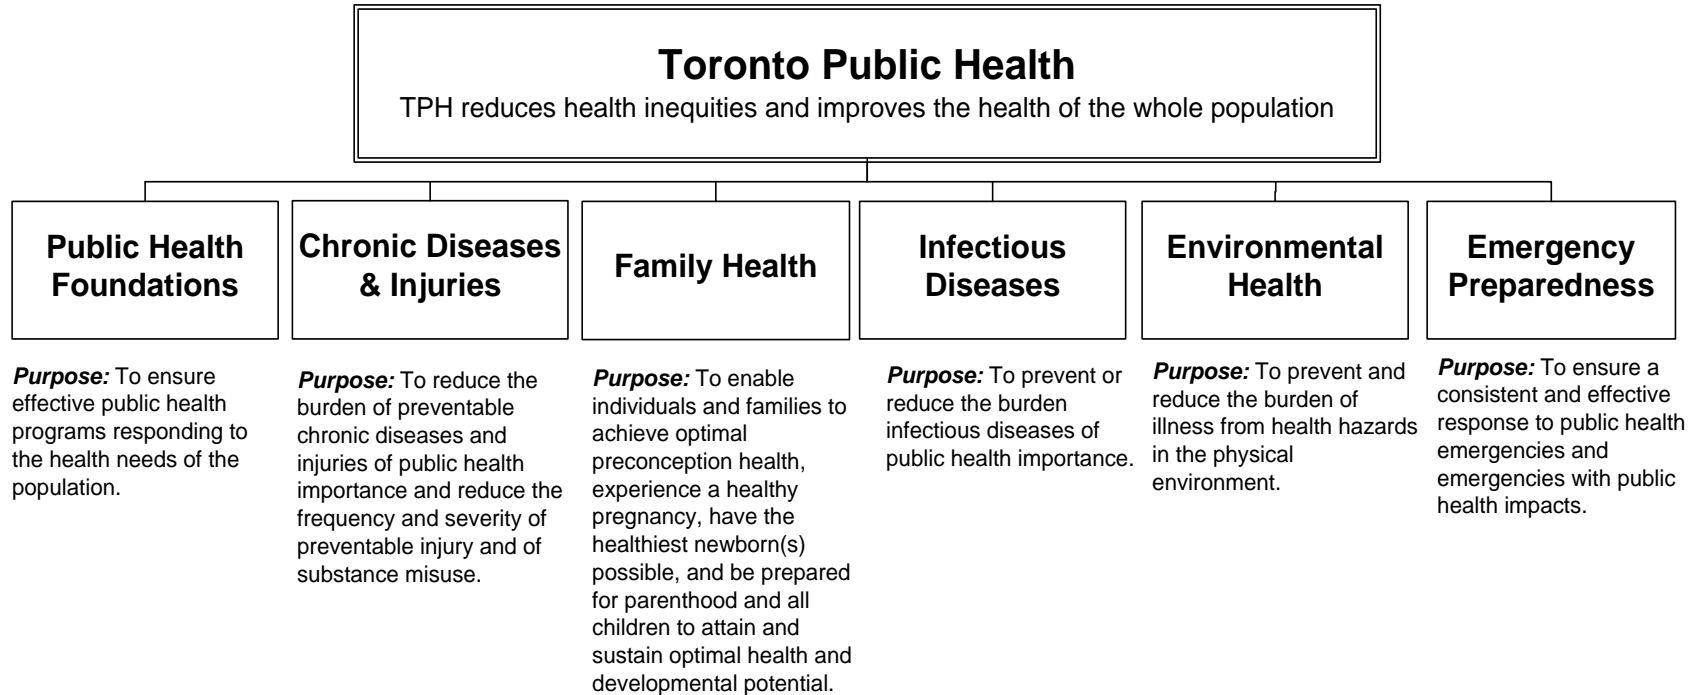 Toronto Public Health
TPH reduces health inequities and improves the health of the whole population
Public Health
Foundations
Purpose: To ensure
effective public health
programs responding to
the health needs of the
population.
Chronic Diseases
& Injuries
Purpose: To reduce the
burden of preventable
chronic diseases and
injuries of public health
importance and reduce the
frequency and severity of
preventable injury and of
substance misuse.
Family Health
Purpose: To enable
individuals and families to
achieve optimal
preconception health,
experience a healthy
pregnancy, have the
healthiest newborn(s)
possible, and be prepared
for parenthood and all
children to attain and
sustain optimal health and
developmental potential.
Infectious
Diseases
Purpose: To prevent or
reduce the burden
infectious diseases of
public health importance.
Environmental
Health
Purpose: To prevent and
reduce the burden of
illness from health hazards
in the physical
environment.
Emergency
Preparedness
Purpose: To ensure a
consistent and effective
response to public health
emergencies and
emergencies with public
health impacts.